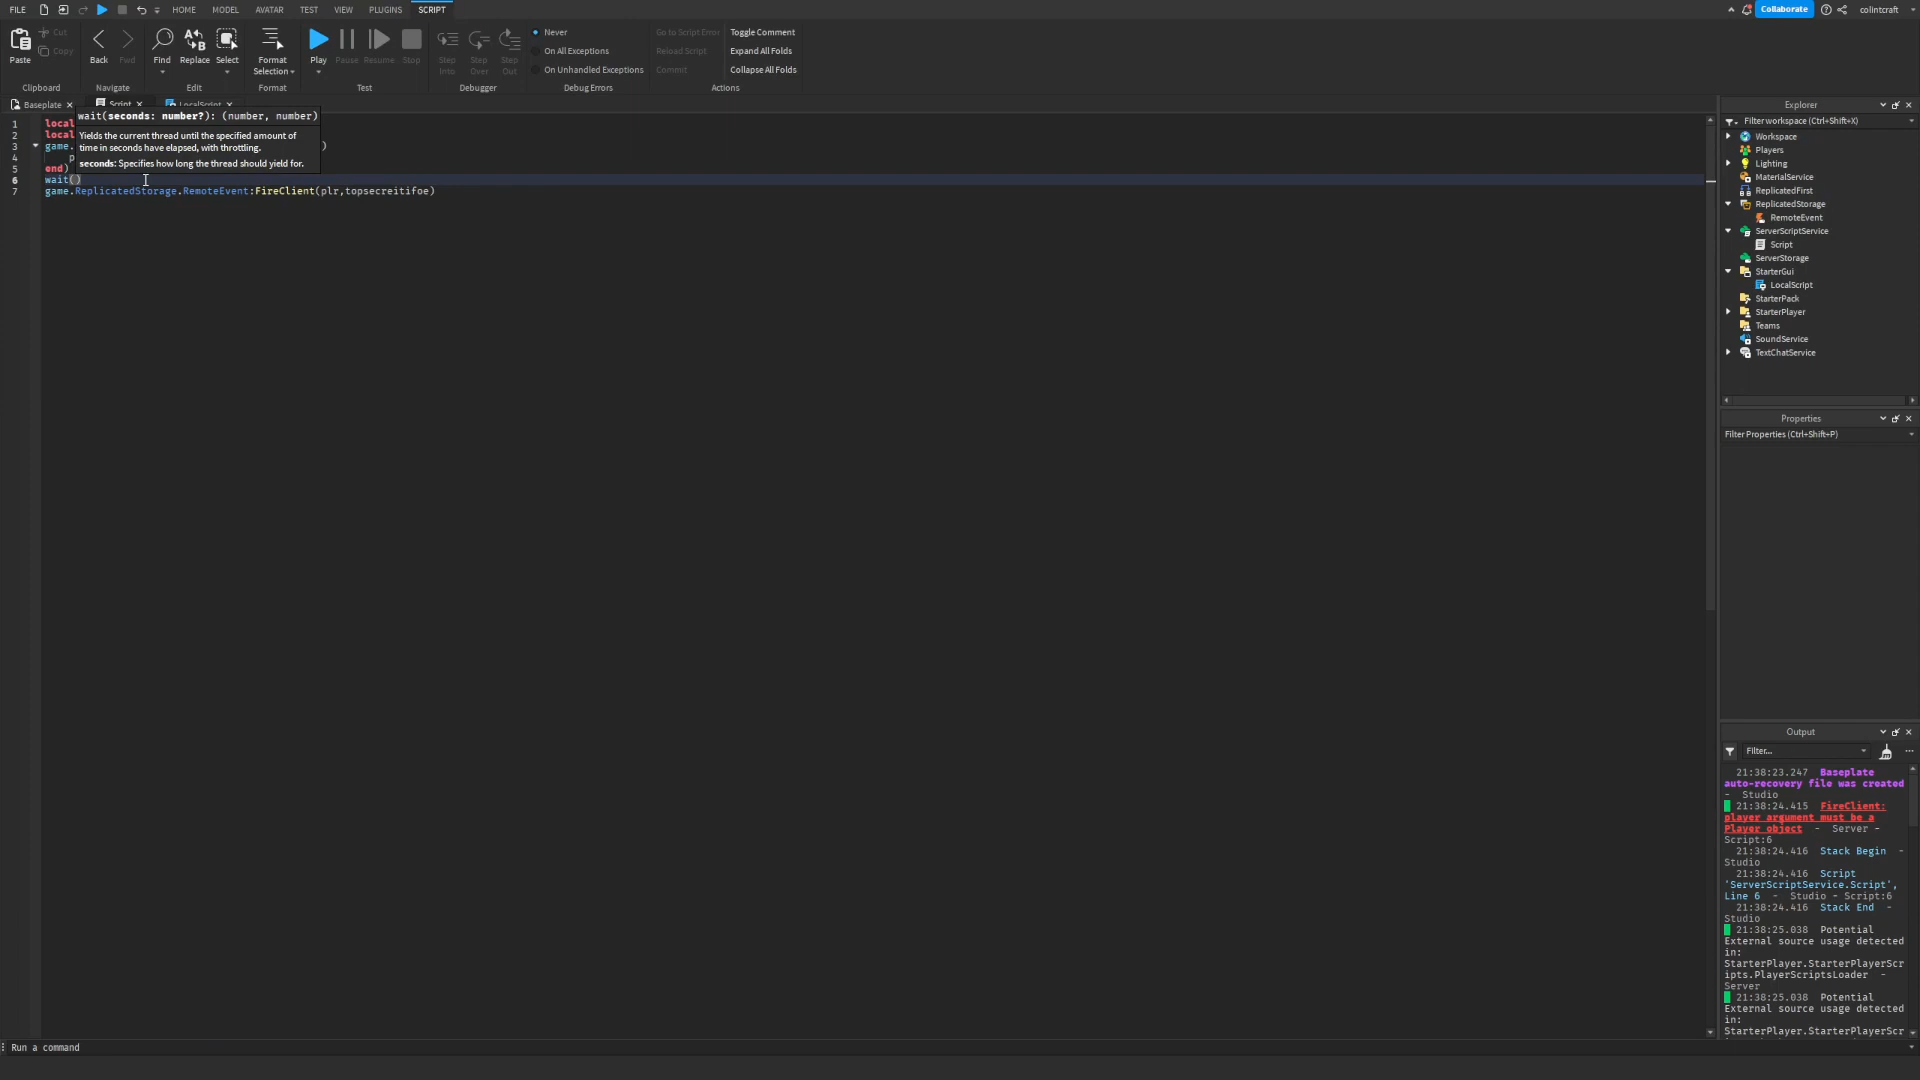 FILE HOME MODEL AVATAR TEST VIEW PLUGINS SCRIPT Collaborate colintcraft
Paste Cut Copy Back Fwd Find Replace Select Format Selection Play Pause Resume Stop Step Into Step Over Step Out
Never
On All Exceptions
On Unhandled Exceptions
Go to Script Error
Reload Script
Commit
Toggle Comment
Expand All Folds
Collapse All Folds
Clipboard Navigate Edit Format Test Debugger Debug Errors Actions
Baseplate Script LocalScript
wait(seconds: number?): (number, number)
Yields the current thread until the specified amount of
time in seconds have elapsed, with throttling.
seconds: Specifies how long the thread should yield for.
1 local
2 local
3 game. )
4 p
5 end)
6 wait()
7 game.ReplicatedStorage.RemoteEvent:FireClient(plr,topsecreitifoe)
Explorer
Filter workspace (Ctrl+Shift+X)
Workspace
Players
Lighting
MaterialService
ReplicatedFirst
ReplicatedStorage
RemoteEvent
ServerScriptService
Script
ServerStorage
StarterGui
LocalScript
StarterPack
StarterPlayer
Teams
SoundService
TextChatService
Properties
Filter Properties (Ctrl+Shift+P)
Output
Filter...
21:38:23.247 Baseplate
auto-recovery file was created
- Studio
21:38:24.415 FireClient:
player argument must be a
Player object - Server -
Script:6
21:38:24.416 Stack Begin -
Studio
21:38:24.416 Script
'ServerScriptService.Script',
Line 6 - Studio - Script:6
21:38:24.416 Stack End -
Studio
21:38:25.038 Potential
External source usage detected
in:
StarterPlayer.StarterPlayerScr
ipts.PlayerScriptsLoader -
Server
21:38:25.038 Potential
External source usage detected
in:
StarterPlayer.StarterPlayerScr
Run a command